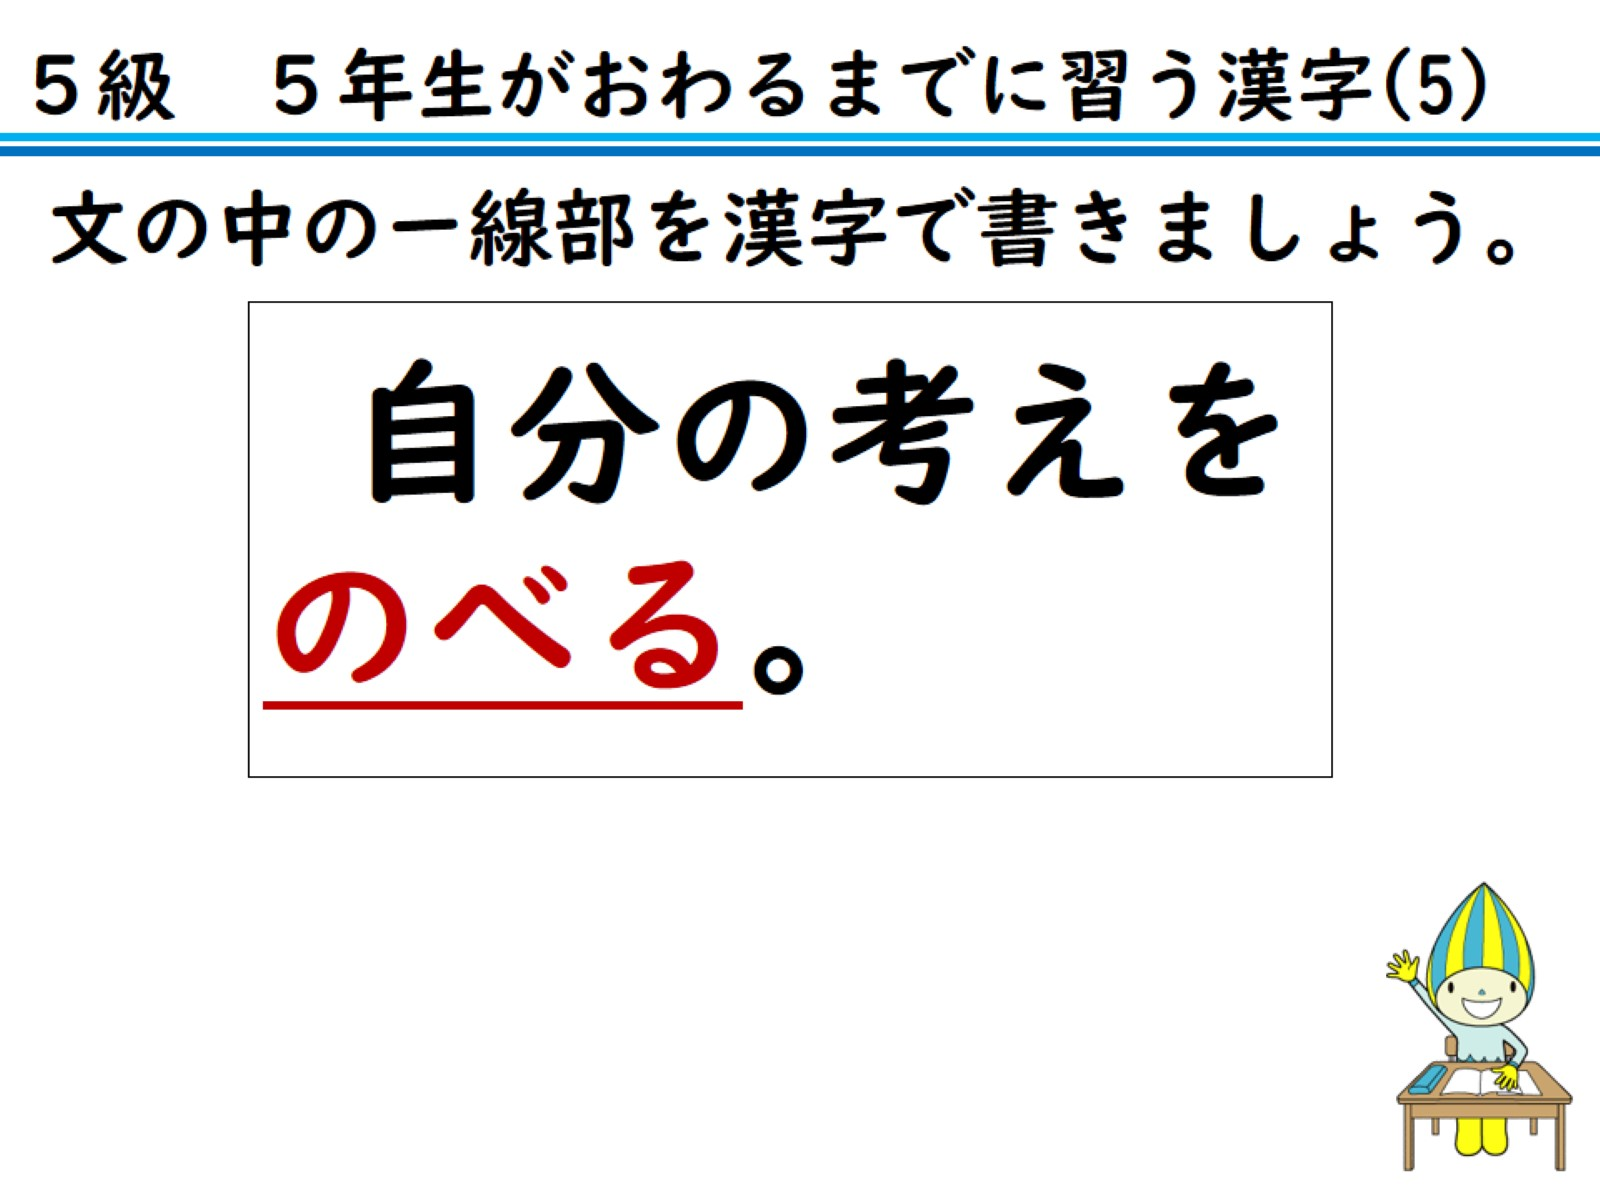 ５級　５年生がおわるまでに習う漢字(5)
文の中の一線部を漢字で書きましょう。
自分の考えを
のべる。